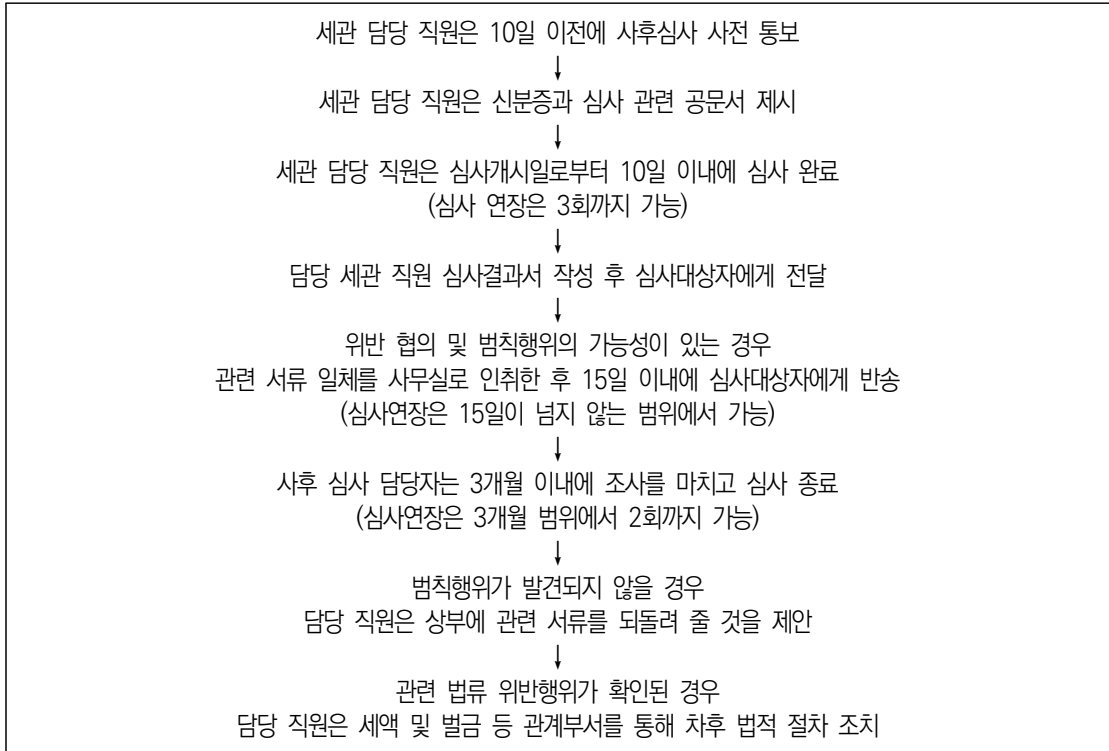 세관 담당 직원은 10일 이전에 사후심사 사전 통보
↓
세관 담당 직원은 신분증과 심사 관련 공문서 제시
↓
세관 담당 직원은 심사개시일로부터 10일 이내에 심사 완료
(심사 연장은 3회까지 가능)
↓
담당 세관 직원 심사결과서 작성 후 심사대상자에게 전달
↓
위반 협의 및 범칙행위의 가능성이 있는 경우
관련 서류 일체를 사무실로 인취한 후 15일 이내에 심사대상자에게 반송
(심사연장은 15일이 넘지 않는 범위에서 가능)
↓
사후 심사 담당자는 3개월 이내에 조사를 마치고 심사 종료
(심사연장은 3개월 범위에서 2회까지 가능)
↓
범칙행위가 발견되지 않을 경우
담당 직원은 상부에 관련 서류를 되돌려 줄 것을 제안
↓
관련 법류 위반행위가 확인된 경우
담당 직원은 세액 및 벌금 등 관계부서를 통해 차후 법적 절차 조치